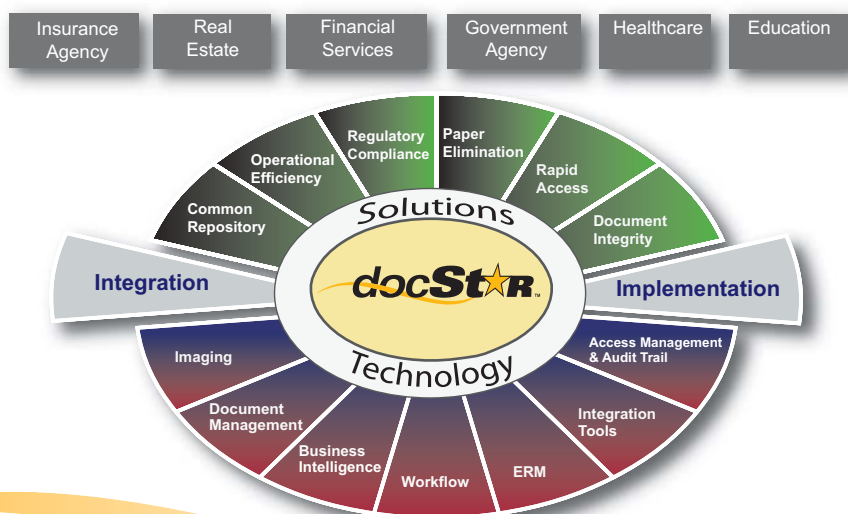 Insurance
Agency
Real
Estate
Financial
Services
Government
Agency
Healthcare
Education
Regulatory
Compliance
Paper
Elimination
Operational
Efficiency
Rapid
Access
Common
Repository
Document
Integrity
Solutions
Integration
docStaR™
Implementation
Technology
Imaging
Access Management
& Audit Trail
Document
Management
Integration
Tools
Business
Intelligence
Workflow
ERM